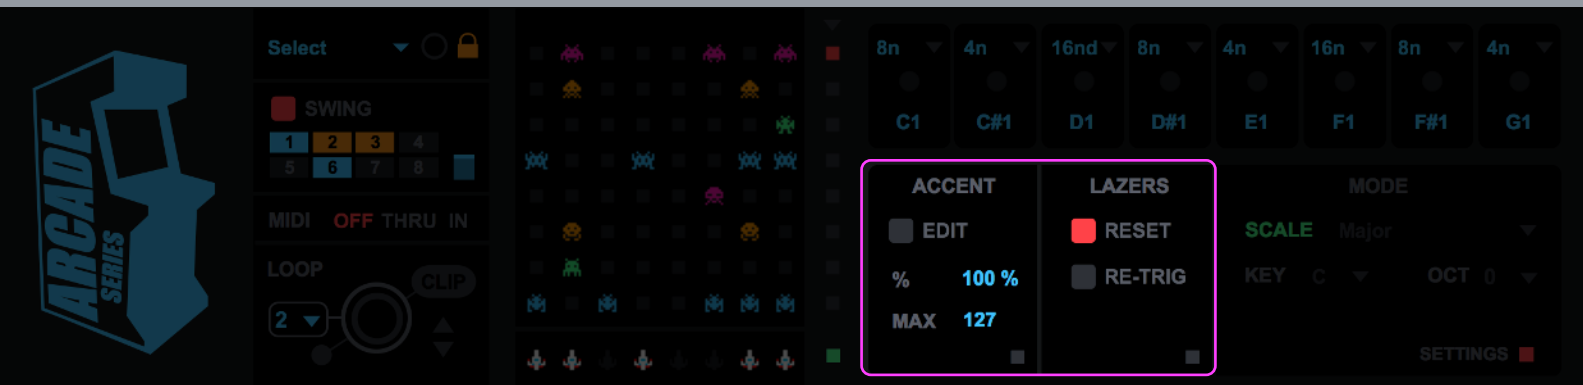 ARCADE
SERIES
Select
SWING
1 2 3 4
5 6 7 8
MIDI OFF THRU IN
LOOP
CLIP
2
8n 4n 16nd 8n 4n 16n 8n 4n
C1 C#1 D1 D#1 E1 F1 F#1 G1
ACCENT
EDIT
% 100 %
MAX 127
LAZERS
RESET
RE-TRIG
MODE
SCALE Major
KEY C OCT 0
SETTINGS